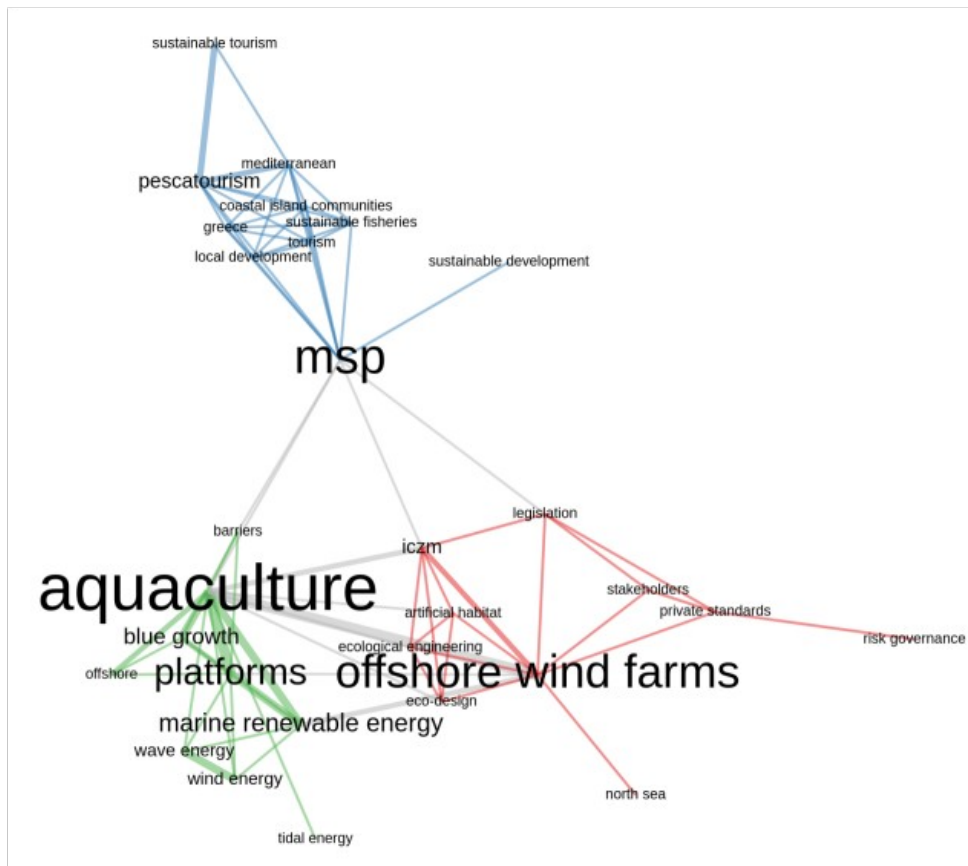 sustainable tourism
mediterranean
pescatourism
coastal island communities
sustainable fisheries
greece
tourism
local development
sustainable development
msp
legislation
barriers
iczm
aquaculture
stakeholders
private standards
artificial habitat
blue growth
risk governance
ecological engineering
offshore
platforms
offshore wind farms
eco-design
marine renewable energy
wave energy
wind energy
north sea
tidal energy